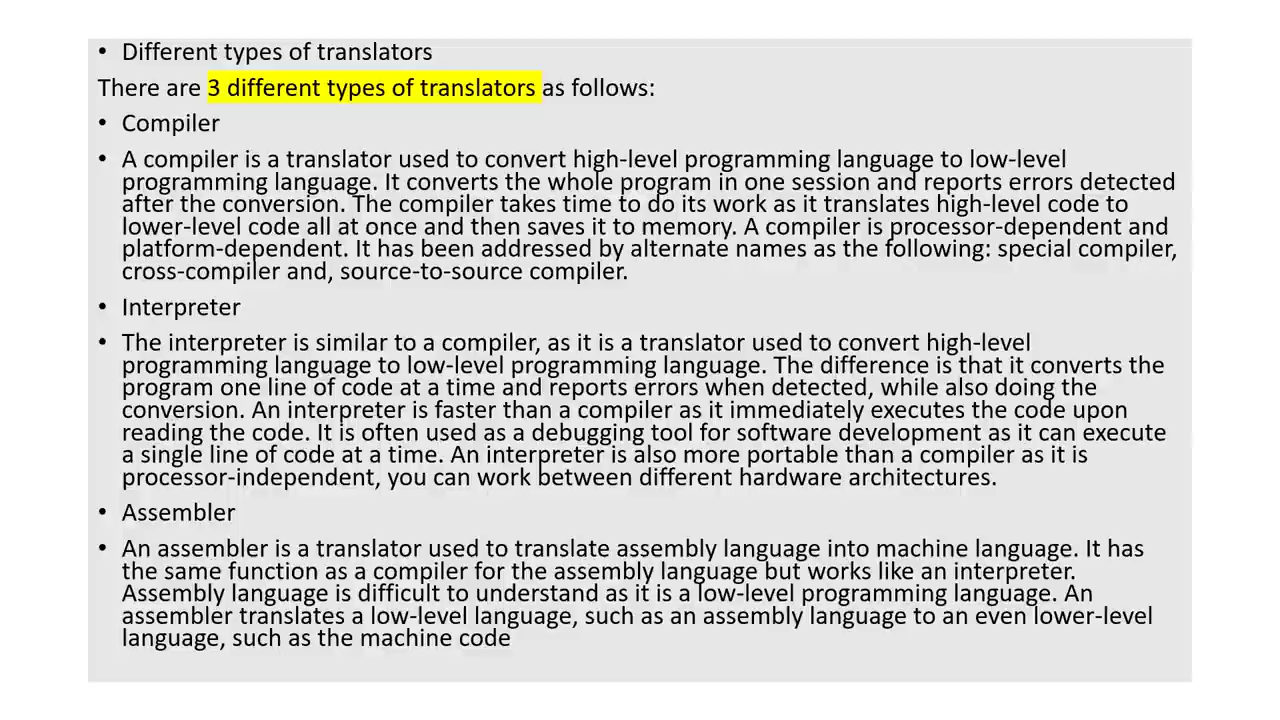 • Different types of translators
There are 3 different types of translators as follows:
• Compiler
• A compiler is a translator used to convert high-level programming language to low-level
programming language. It converts the whole program in one session and reports errors detected
after the conversion. The compiler takes time to do its work as it translates high-level code to
lower-level code all at once and then saves it to memory. A compiler is processor-dependent and
platform-dependent. It has been addressed by alternate names as the following: special compiler,
cross-compiler and, source-to-source compiler.
• Interpreter
• The interpreter is similar to a compiler, as it is a translator used to convert high-level
programming language to low-level programming language. The difference is that it converts the
program one line of code at a time and reports errors when detected, while also doing the
conversion. An interpreter is faster than a compiler as it immediately executes the code upon
reading the code. It is often used as a debugging tool for software development as it can execute
a single line of code at a time. An interpreter is also more portable than a compiler as it is
processor-independent, you can work between different hardware architectures.
• Assembler
• An assembler is a translator used to translate assembly language into machine language. It has
the same function as a compiler for the assembly language but works like an interpreter.
Assembly language is difficult to understand as it is a low-level programming language. An
assembler translates a low-level language, such as an assembly language to an even lower-level
language, such as the machine code